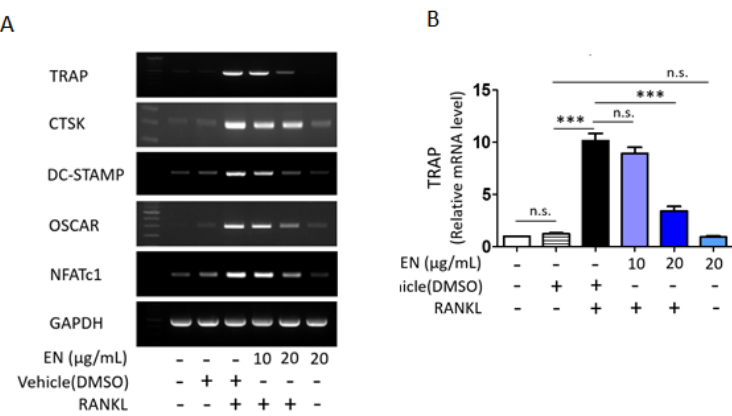 A
TRAP
CTSK
DC-STAMP
OSCAR
NFATc1
GAPDH
EN (μg/mL) - - - 10 20 20
Vehicle(DMSO) - + + - - -
RANKL - - + + + -
B
n.s.
***
n.s.
***
n.s.
TRAP
(Relative mRNA level)
15
10
5
0
EN (μg/mL) - - - 10 20 20
icle(DMSO) - + + - - -
RANKL - - + + + -